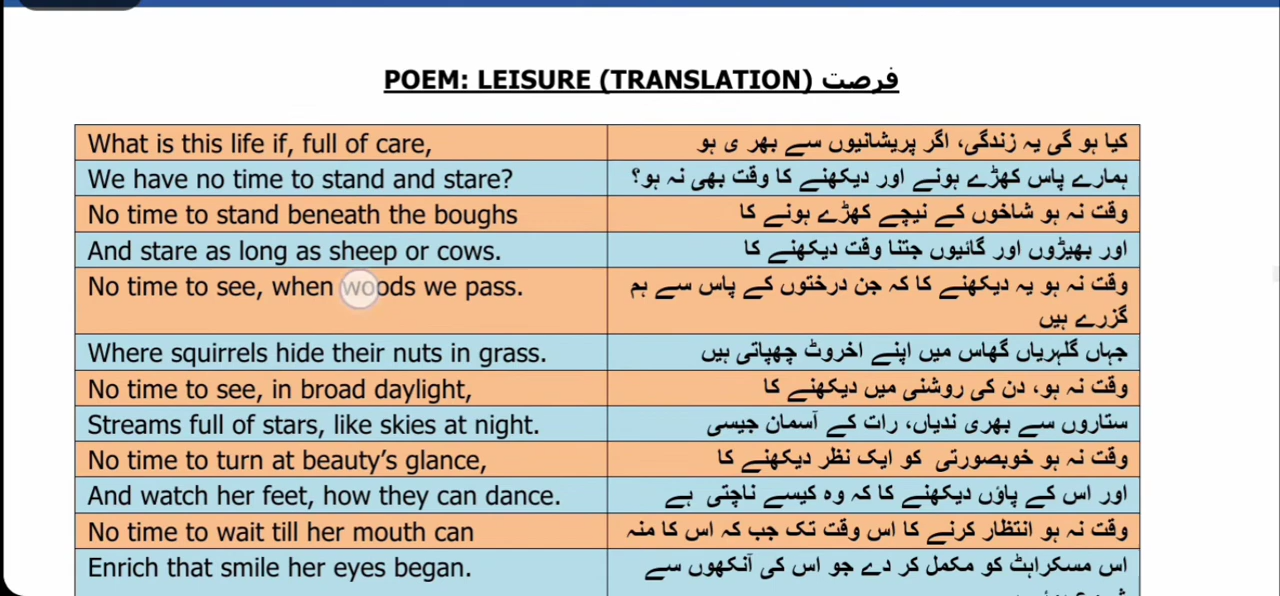 POEM: LEISURE (TRANSLATION) فرصت
What is this life if, full of care,
کیا ہو گی یہ زندگی، اگر پریشانیوں سے بھر ی ہو
We have no time to stand and stare?
ہمارے پاس کھڑے ہونے اور دیکھنے کا وقت بھی نہ ہو؟
No time to stand beneath the boughs
وقت نہ ہو شاخوں کے نیچے کھڑے ہونے کا
And stare as long as sheep or cows.
اور بھیڑوں اور گائیوں جتنا وقت دیکھنے کا
No time to see, when woods we pass.
وقت نہ ہو یہ دیکھنے کا کہ جن درختوں کے پاس سے ہم
گزرے ہیں
Where squirrels hide their nuts in grass.
جہاں گلہریاں گھاس میں اپنے اخروٹ چھپاتی ہیں
No time to see, in broad daylight,
وقت نہ ہو، دن کی روشنی میں دیکھنے کا
Streams full of stars, like skies at night.
ستاروں سے بھری ندیاں، رات کے آسمان جیسی
No time to turn at beauty’s glance,
وقت نہ ہو خوبصورتی کو ایک نظر دیکھنے کا
And watch her feet, how they can dance.
اور اس کے پاؤں دیکھنے کا کہ وہ کیسے ناچتی ہے
No time to wait till her mouth can
وقت نہ ہو انتظار کرنے کا اس وقت تک جب کہ اس کا منہ
Enrich that smile her eyes began.
اس مسکراہٹ کو مکمل کر دے جو اس کی آنکھوں سے